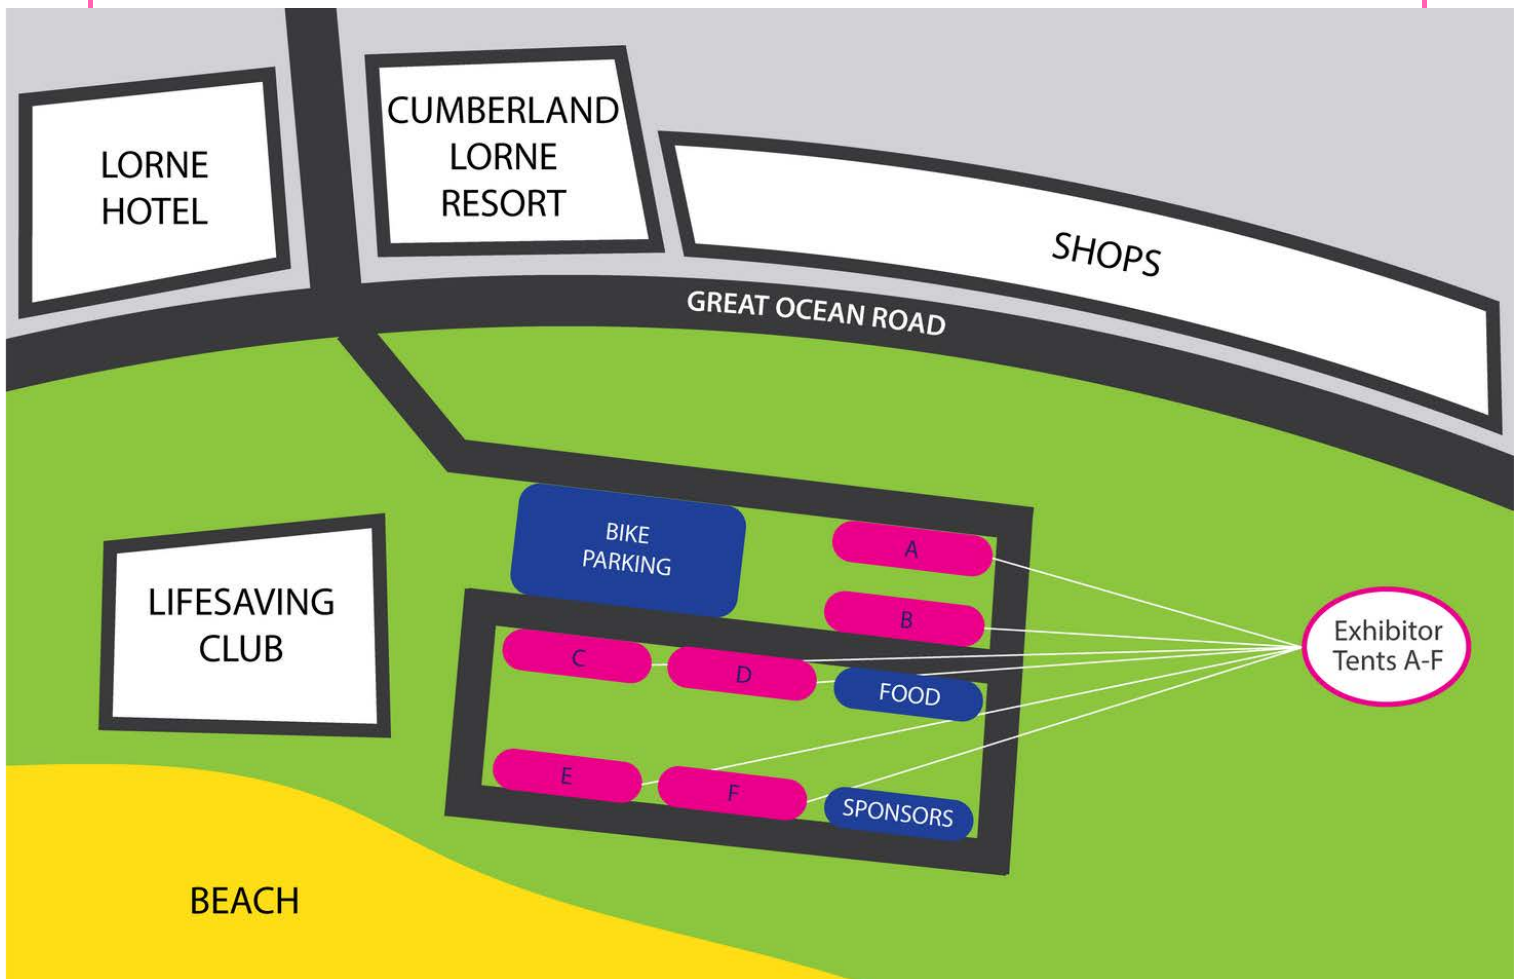 LORNE
HOTEL
CUMBERLAND
LORNE
RESORT
SHOPS
GREAT OCEAN ROAD
BIKE
PARKING
A
B
LIFESAVING
CLUB
C
D
FOOD
Exhibitor
Tents A-F
E
F
SPONSORS
BEACH